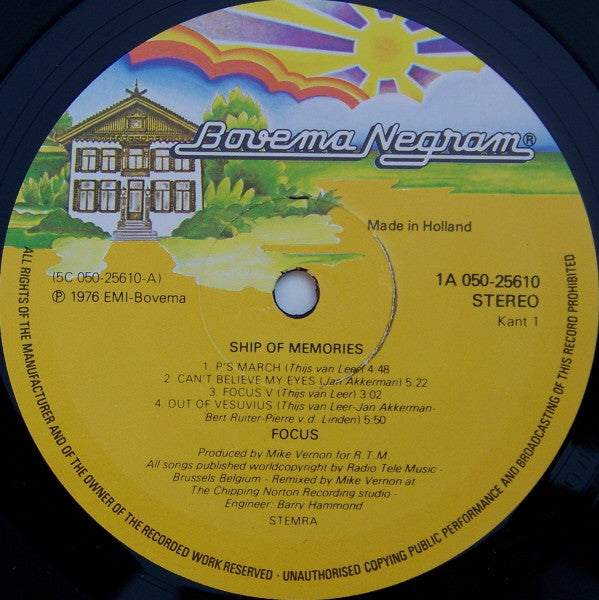 Bovema Negram®
Made in Holland
(5C 050-25610-A)
℗ 1976 EMI-Bovema
1A 050-25610
STEREO
Kant 1
SHIP OF MEMORIES
1. P'S MARCH (Thijs van Leer) 4:48
2. CAN'T BELIEVE MY EYES (Jan Akkerman) 5:22
3. FOCUS V (Thijs van Leer) 3:02
4. OUT OF VESUVIUS (Thijs van Leer-Jan Akkerman-
Bert Ruiter-Pierre v.d. Linden) 5:50
FOCUS
Produced by Mike Vernon for R.T.M.
All songs published worldcopyright by Radio Tele Music -
Brussels Belgium - Remixed by Mike Vernon at
The Chipping Norton Recording studio -
Engineer: Barry Hammond
STEMRA
ALL RIGHTS OF THE MANUFACTURER AND OF THE OWNER OF THE RECORDED WORK RESERVED · UNAUTHORISED COPYING PUBLIC PERFORMANCE AND BROADCASTING OF THIS RECORD PROHIBITED